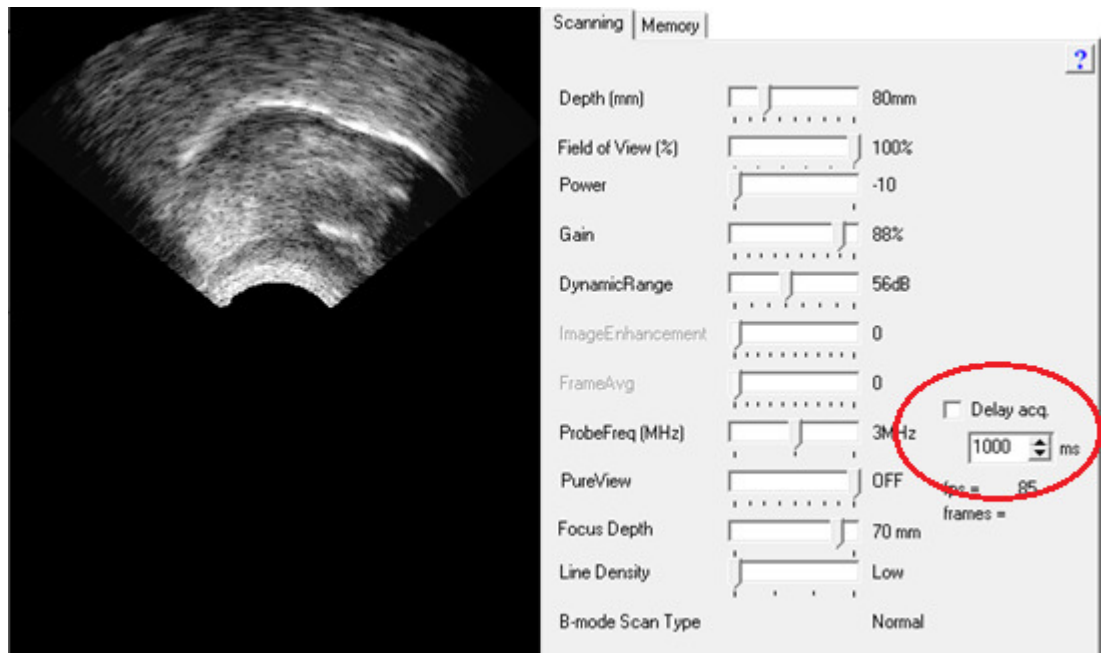 Scanning Memory
?
Depth (mm) 80mm
Field of View (%) 100%
Power -10
Gain 88%
DynamicRange 56dB
ImageEnhancement 0
FrameAvg 0
Delay acq.
ProbeFreq (MHz) 3MHz
1000 ms
PureView OFF
fps = 85
frames =
Focus Depth 70 mm
Line Density Low
B-mode Scan Type Normal